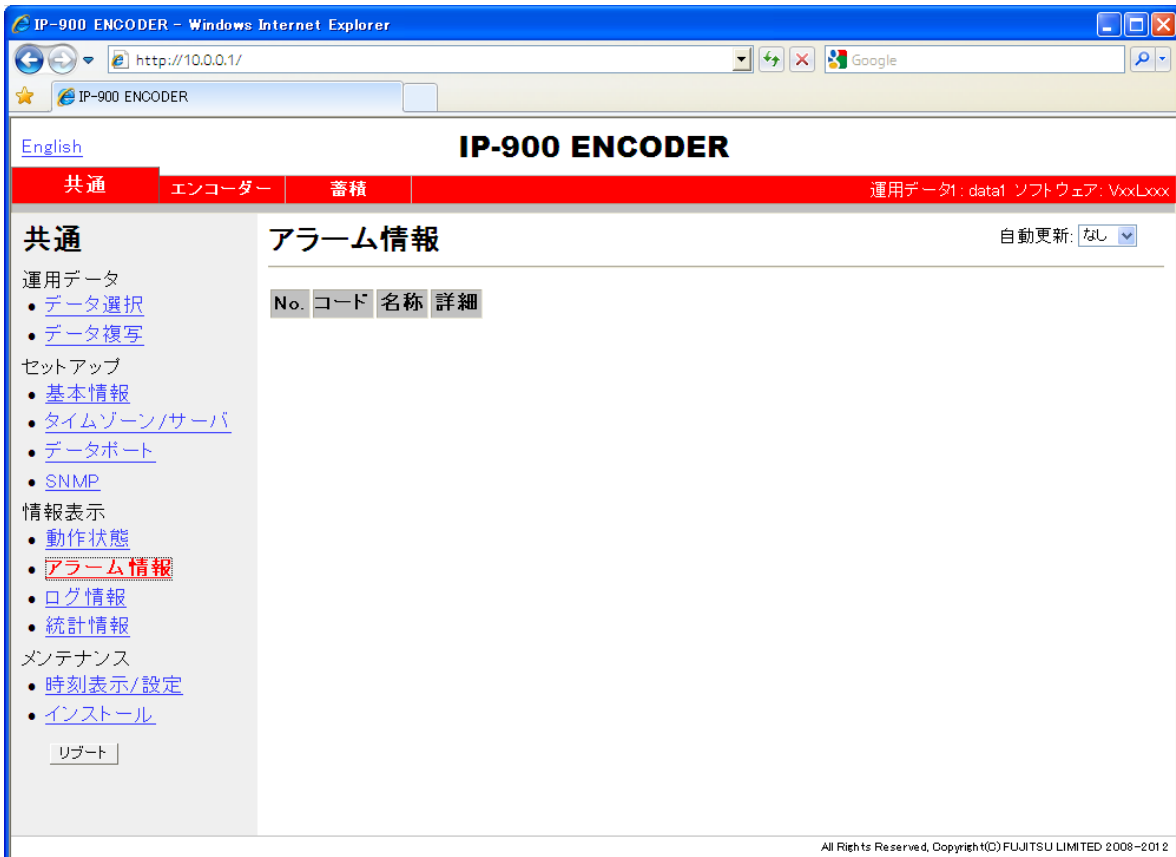 IP-900 ENCODER - Windows Internet Explorer
http://10.0.0.1/
Google
IP-900 ENCODER
English
IP-900 ENCODER
共通 エンコーダー 蓄積
運用データ1 : data1 ソフトウェア: VxxLxxx
共通
運用データ
データ選択
データ複写
セットアップ
基本情報
タイムゾーン/サーバ
データポート
SNMP
情報表示
動作状態
アラーム情報
ログ情報
統計情報
メンテナンス
時刻表示/設定
インストール
リブート
アラーム情報
自動更新: なし
No. コード 名称 詳細
All Rights Reserved, Copyright(C) FUJITSU LIMITED 2008-2012